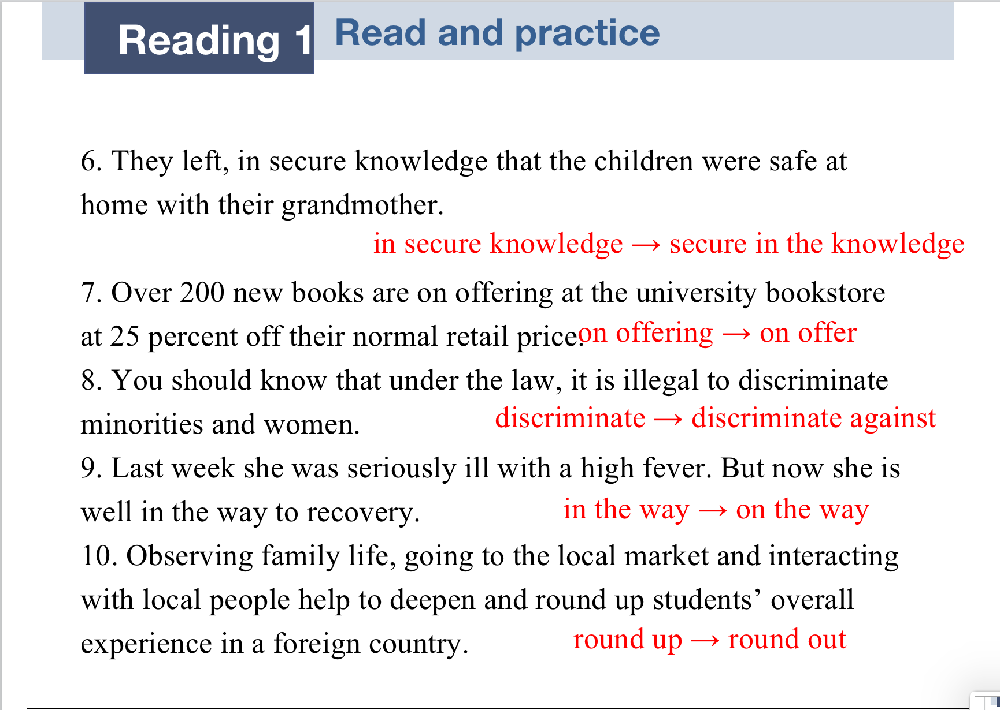 Reading 1 Read and practice
6. They left, in secure knowledge that the children were safe at
home with their grandmother.
in secure knowledge → secure in the knowledge
7. Over 200 new books are on offering at the university bookstore
at 25 percent off their normal retail price.
on offering → on offer
8. You should know that under the law, it is illegal to discriminate
minorities and women.
discriminate → discriminate against
9. Last week she was seriously ill with a high fever. But now she is
well in the way to recovery.
in the way → on the way
10. Observing family life, going to the local market and interacting
with local people help to deepen and round up students’ overall
experience in a foreign country.
round up → round out